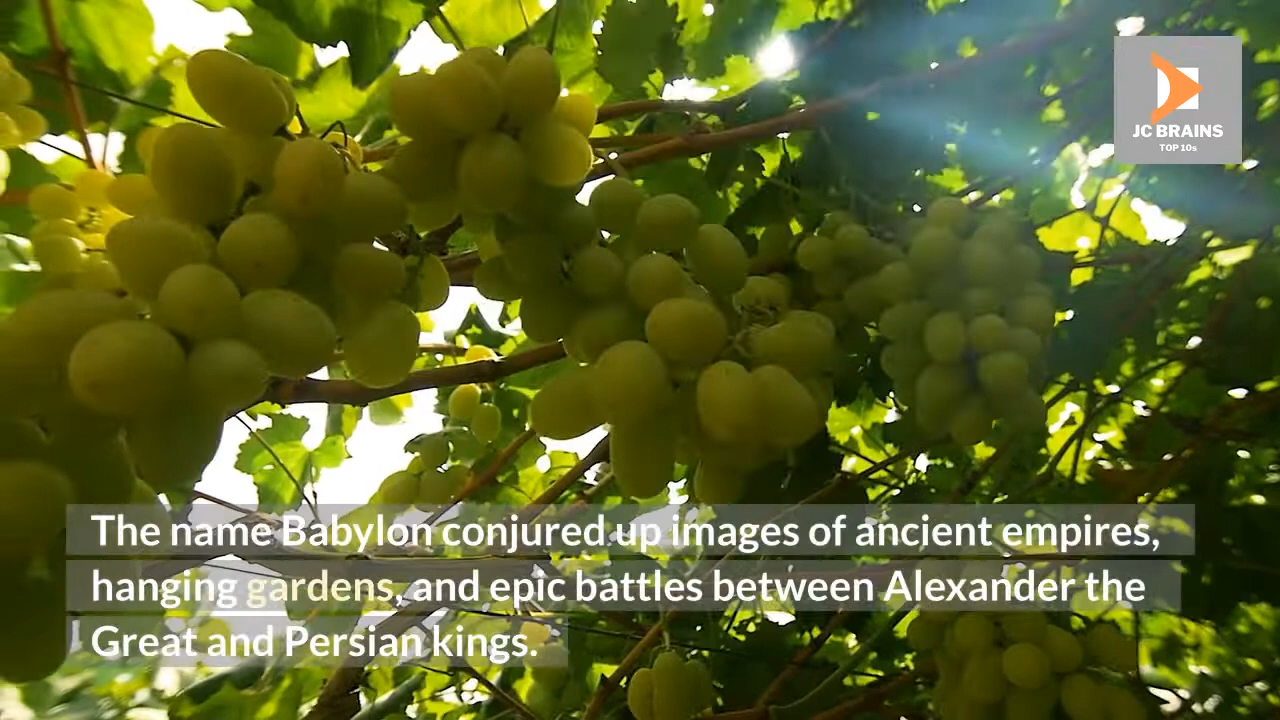 JC BRAINS
TOP 10s
The name Babylon conjured up images of ancient empires,
hanging gardens, and epic battles between Alexander the
Great and Persian kings.